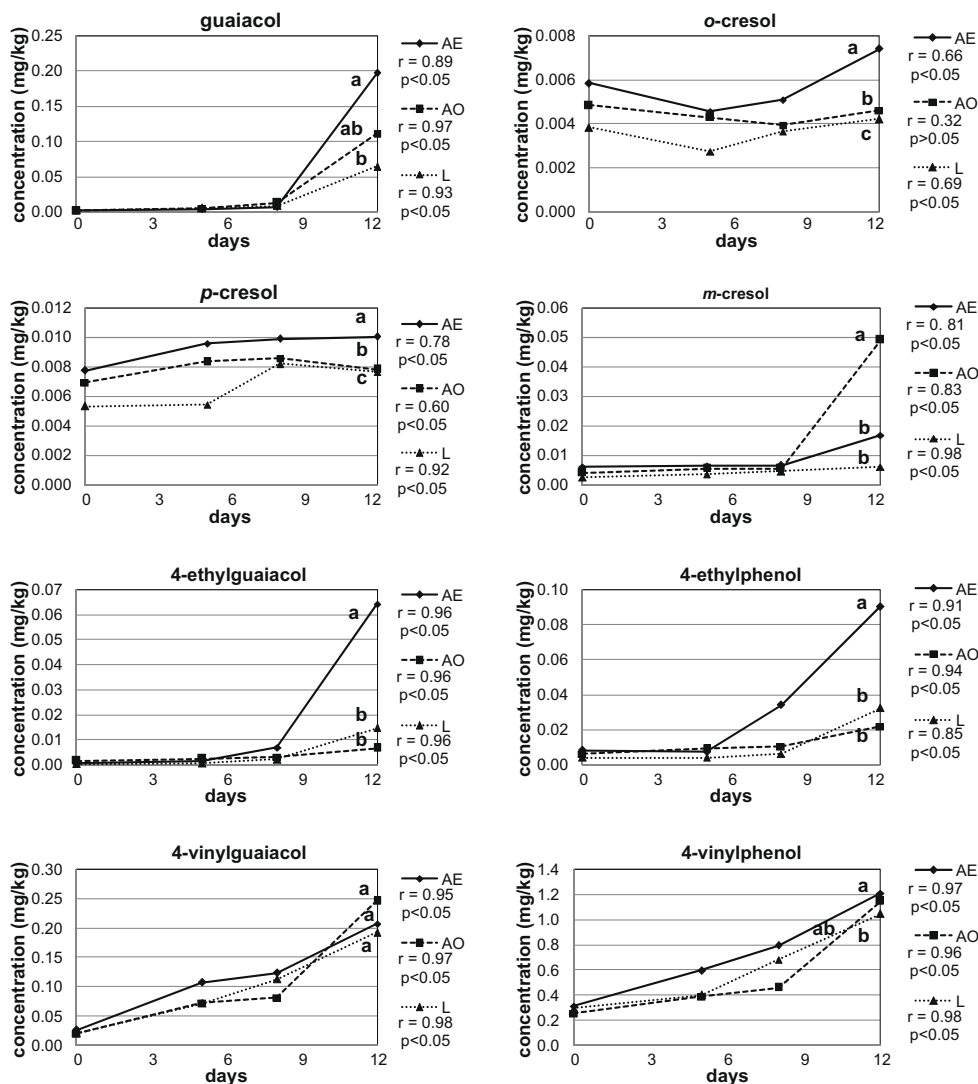 guaiacol
concentration (mg/kg)
0.25
0.20
0.15
0.10
0.05
0.00
0 3 6 9 12
days
a
ab
b
AE
r = 0.89
p<0.05
AO
r = 0.97
p<0.05
L
r = 0.93
p<0.05
o-cresol
concentration (mg/kg)
0.008
0.006
0.004
0.002
0.000
0 3 6 9 12
days
a
b
c
AE
r = 0.66
p<0.05
AO
r = 0.32
p>0.05
L
r = 0.69
p<0.05
p-cresol
concentration (mg/kg)
0.012
0.010
0.008
0.006
0.004
0.002
0.000
0 3 6 9 12
days
a
b
c
AE
r = 0.78
p<0.05
AO
r = 0.60
p<0.05
L
r = 0.92
p<0.05
m-cresol
concentration (mg/kg)
0.06
0.05
0.04
0.03
0.02
0.01
0.00
0 3 6 9 12
days
a
b
b
AE
r = 0. 81
p<0.05
AO
r = 0.83
p<0.05
L
r = 0.98
p<0.05
4-ethylguaiacol
concentration (mg/kg)
0.07
0.06
0.05
0.04
0.03
0.02
0.01
0.00
0 3 6 9 12
days
a
b
b
AE
r = 0.96
p<0.05
AO
r = 0.96
p<0.05
L
r = 0.96
p<0.05
4-ethylphenol
concentration (mg/kg)
0.10
0.08
0.06
0.04
0.02
0.00
0 3 6 9 12
days
a
b
b
AE
r = 0.91
p<0.05
AO
r = 0.94
p<0.05
L
r = 0.85
p<0.05
4-vinylguaiacol
concentration (mg/kg)
0.30
0.25
0.20
0.15
0.10
0.05
0.00
0 3 6 9 12
days
a
a
a
AE
r = 0.95
p<0.05
AO
r = 0.97
p<0.05
L
r = 0.98
p<0.05
4-vinylphenol
concentration (mg/kg)
1.4
1.2
1.0
0.8
0.6
0.4
0.2
0.0
0 3 6 9 12
days
a
ab
b
AE
r = 0.97
p<0.05
AO
r = 0.96
p<0.05
L
r = 0.98
p<0.05